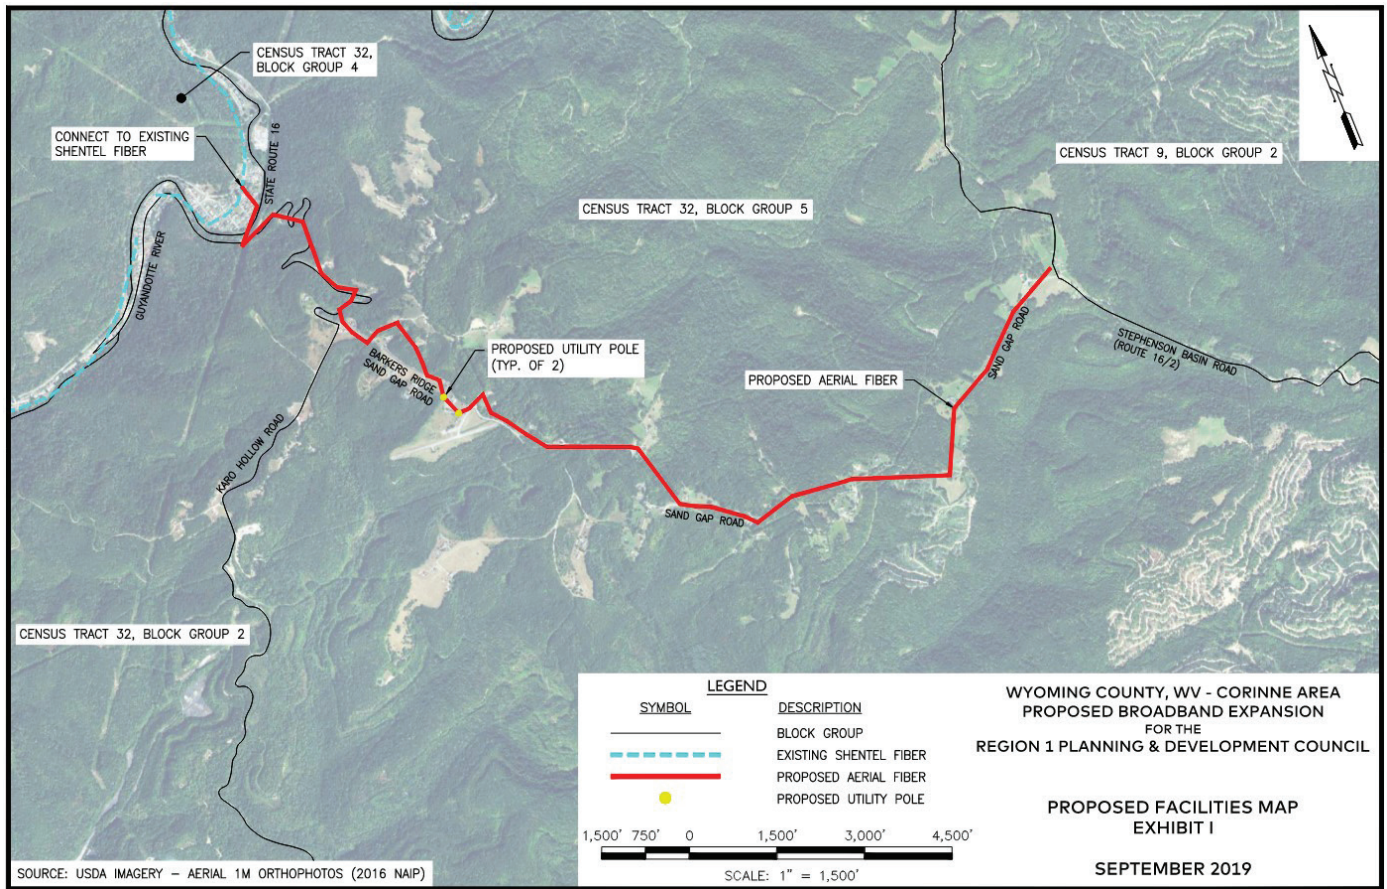 CENSUS TRACT 32,
BLOCK GROUP 4
CONNECT TO EXISTING
SHENTEL FIBER
STATE ROUTE 16
CENSUS TRACT 9, BLOCK GROUP 2
CENSUS TRACT 32, BLOCK GROUP 5
GUYANDOTTE RIVER
BARKERS RIDGE
SAND GAP ROAD
PROPOSED UTILITY POLE
(TYP. OF 2)
PROPOSED AERIAL FIBER
SAND GAP ROAD
STEPHENSON BASIN ROAD
(ROUTE 16/2)
KARO HOLLOW ROAD
SAND GAP ROAD
CENSUS TRACT 32, BLOCK GROUP 2
LEGEND
SYMBOL DESCRIPTION
BLOCK GROUP
EXISTING SHENTEL FIBER
PROPOSED AERIAL FIBER
PROPOSED UTILITY POLE
1,500' 750' 0 1,500' 3,000' 4,500'
SCALE: 1" = 1,500'
WYOMING COUNTY, WV - CORINNE AREA
PROPOSED BROADBAND EXPANSION
FOR THE
REGION 1 PLANNING & DEVELOPMENT COUNCIL
PROPOSED FACILITIES MAP
EXHIBIT I
SEPTEMBER 2019
SOURCE: USDA IMAGERY – AERIAL 1M ORTHOPHOTOS (2016 NAIP)